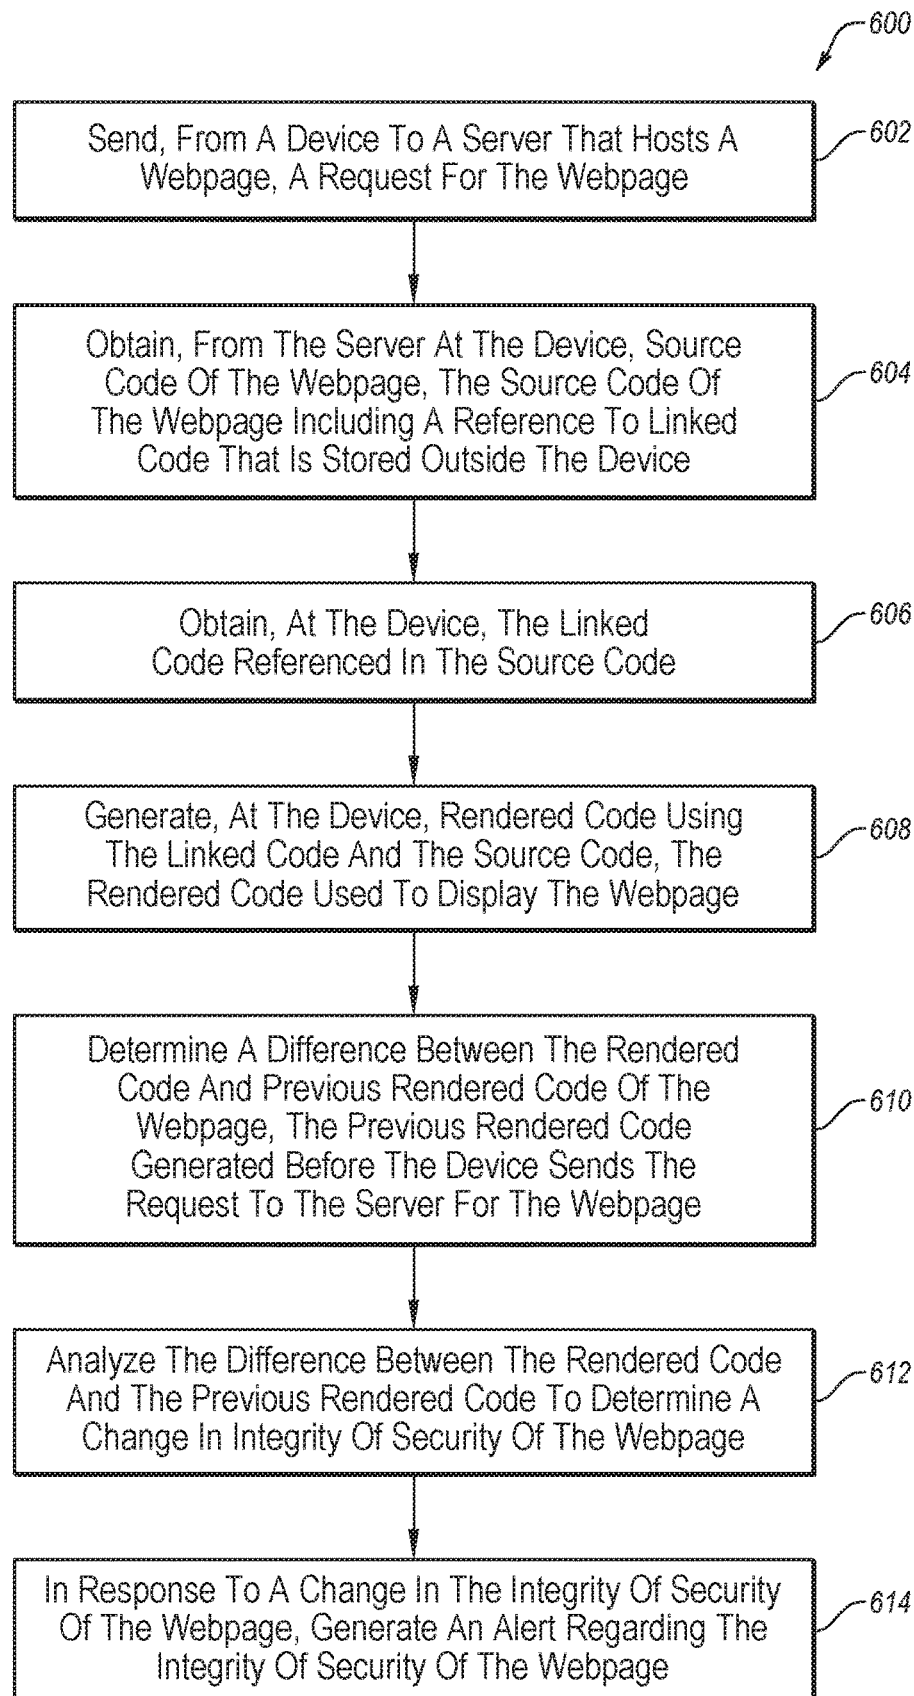 600
Send, From A Device To A Server That Hosts A
Webpage, A Request For The Webpage
602
Obtain, From The Server At The Device, Source
Code Of The Webpage, The Source Code Of
The Webpage Including A Reference To Linked
Code That Is Stored Outside The Device
604
Obtain, At The Device, The Linked
Code Referenced In The Source Code
606
Generate, At The Device, Rendered Code Using
The Linked Code And The Source Code, The
Rendered Code Used To Display The Webpage
608
Determine A Difference Between The Rendered
Code And Previous Rendered Code Of The
Webpage, The Previous Rendered Code
Generated Before The Device Sends The
Request To The Server For The Webpage
610
Analyze The Difference Between The Rendered Code
And The Previous Rendered Code To Determine A
Change In Integrity Of Security Of The Webpage
612
In Response To A Change In The Integrity Of Security
Of The Webpage, Generate An Alert Regarding The
Integrity Of Security Of The Webpage
614